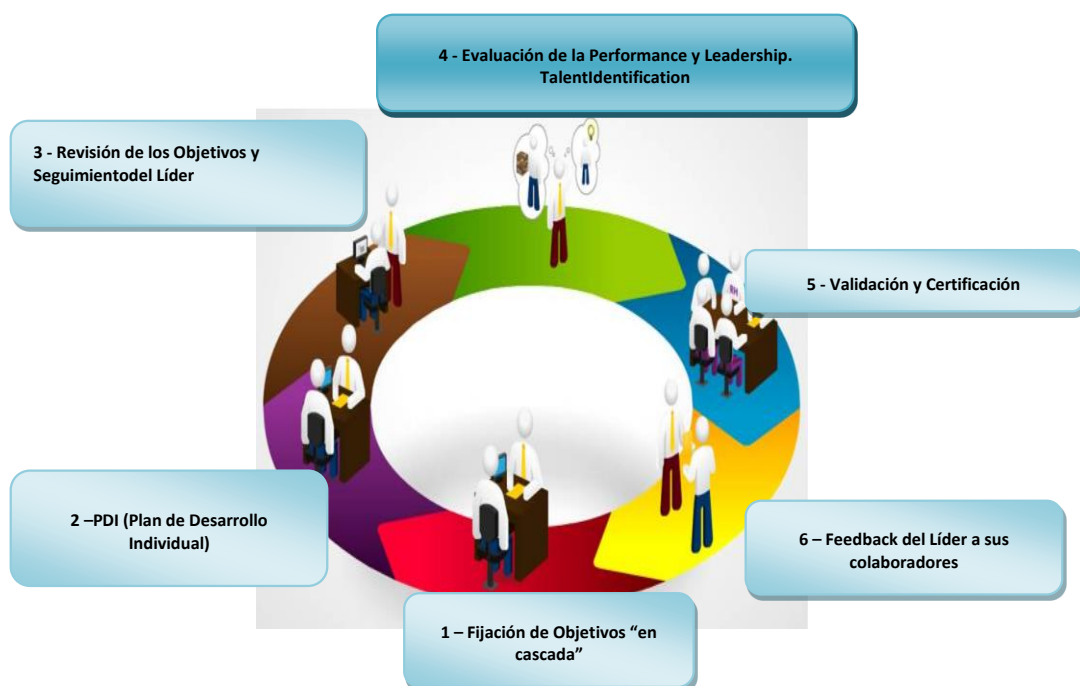 4 - Evaluación de la Performance y Leadership.
TalentIdentification
3 - Revisión de los Objetivos y
Seguimientodel Líder
RH
5 - Validación y Certificación
2 –PDI (Plan de Desarrollo
Individual)
6 – Feedback del Líder a sus
colaboradores
1 – Fijación de Objetivos “en
cascada”